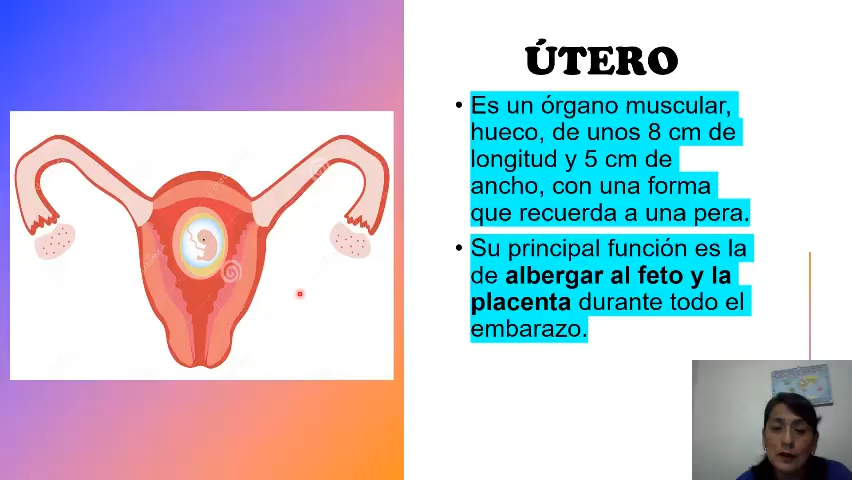 ÚTERO
• Es un órgano muscular,
hueco, de unos 8 cm de
longitud y 5 cm de
ancho, con una forma
que recuerda a una pera.
• Su principal función es la
de albergar al feto y la
placenta durante todo el
embarazo.